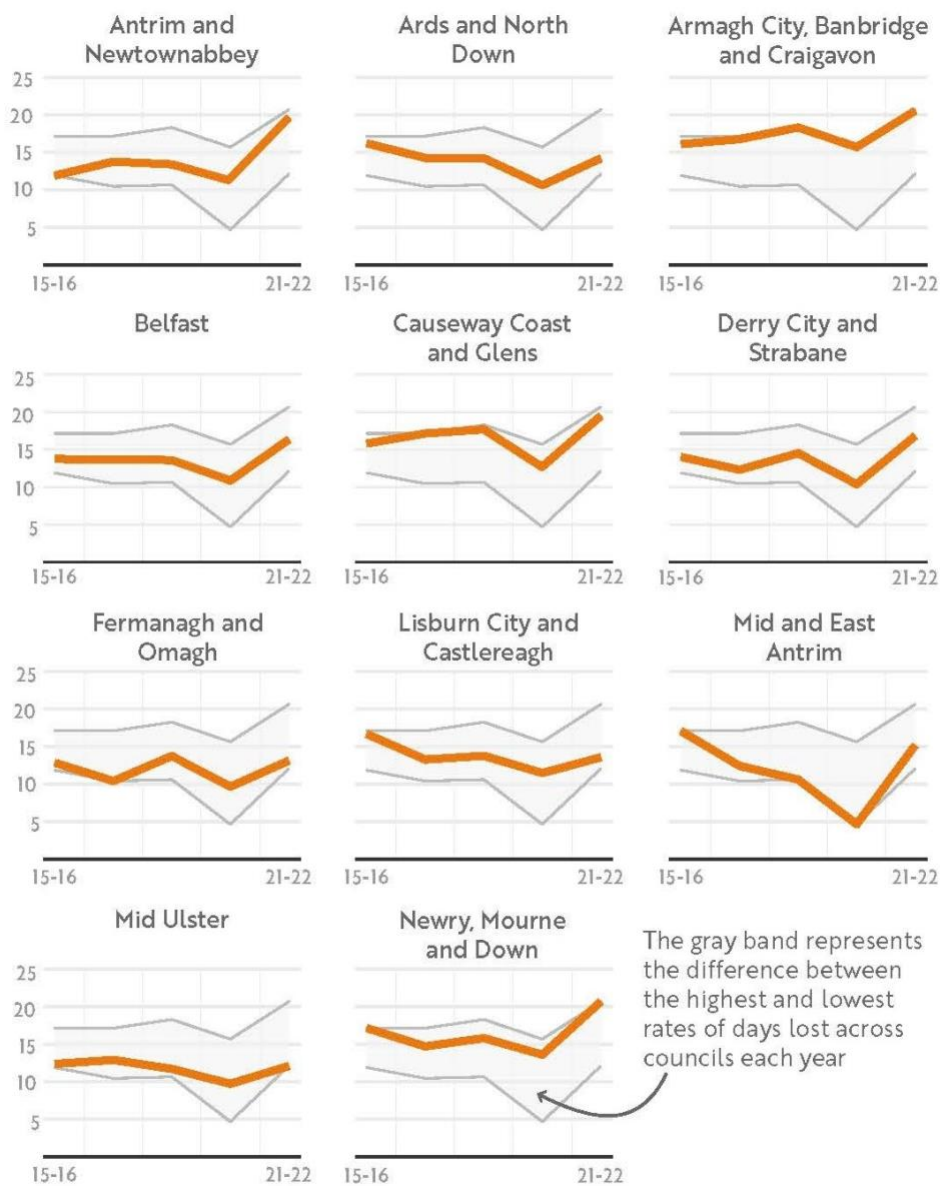 Antrim and
Newtownabbey
Ards and North
Down
Armagh City, Banbridge
and Craigavon
25
20
15
10
5
15-16
21-22
15-16
21-22
15-16
21-22
Belfast
Causeway Coast
and Glens
Derry City and
Strabane
25
20
15
10
5
15-16
21-22
15-16
21-22
15-16
21-22
Fermanagh and
Omagh
Lisburn City and
Castlereagh
Mid and East
Antrim
25
20
15
10
5
15-16
21-22
15-16
21-22
15-16
21-22
Mid Ulster
Newry, Mourne
and Down
25
20
15
10
5
15-16
21-22
15-16
21-22
The gray band represents
the difference between
the highest and lowest
rates of days lost across
councils each year